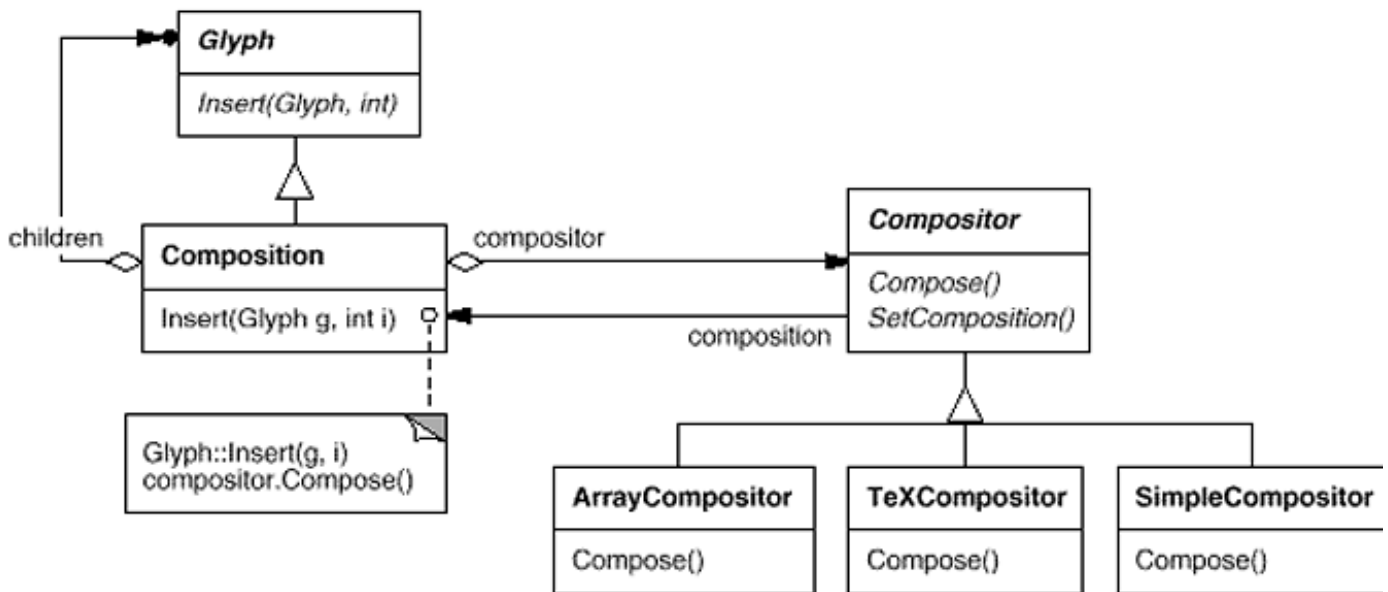 Glyph
Insert(Glyph, int)
children
Composition
Insert(Glyph g, int i)
compositor
composition
Compositor
Compose()
SetComposition()
Glyph::Insert(g, i)
compositor.Compose()
ArrayCompositor
Compose()
TeXCompositor
Compose()
SimpleCompositor
Compose()